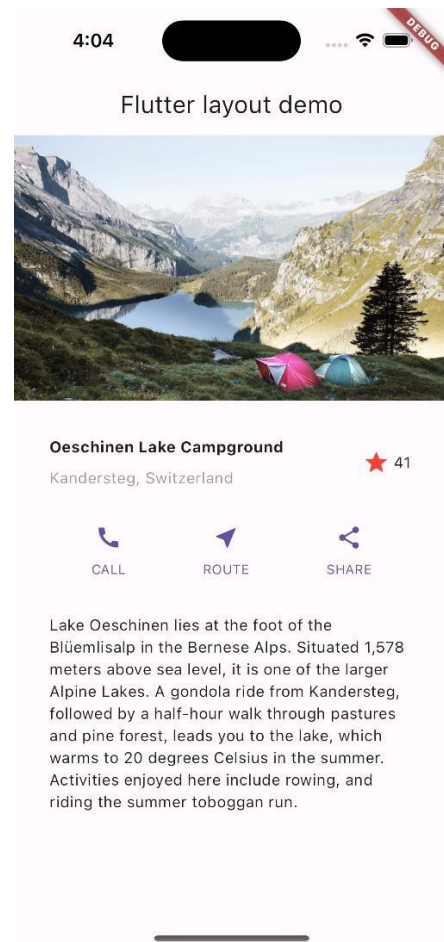 4:04
DEBUG
Flutter layout demo
Oeschinen Lake Campground
41
Kandersteg, Switzerland
CALL ROUTE SHARE
Lake Oeschinen lies at the foot of the
Blüemlisalp in the Bernese Alps. Situated 1,578
meters above sea level, it is one of the larger
Alpine Lakes. A gondola ride from Kandersteg,
followed by a half-hour walk through pastures
and pine forest, leads you to the lake, which
warms to 20 degrees Celsius in the summer.
Activities enjoyed here include rowing, and
riding the summer toboggan run.